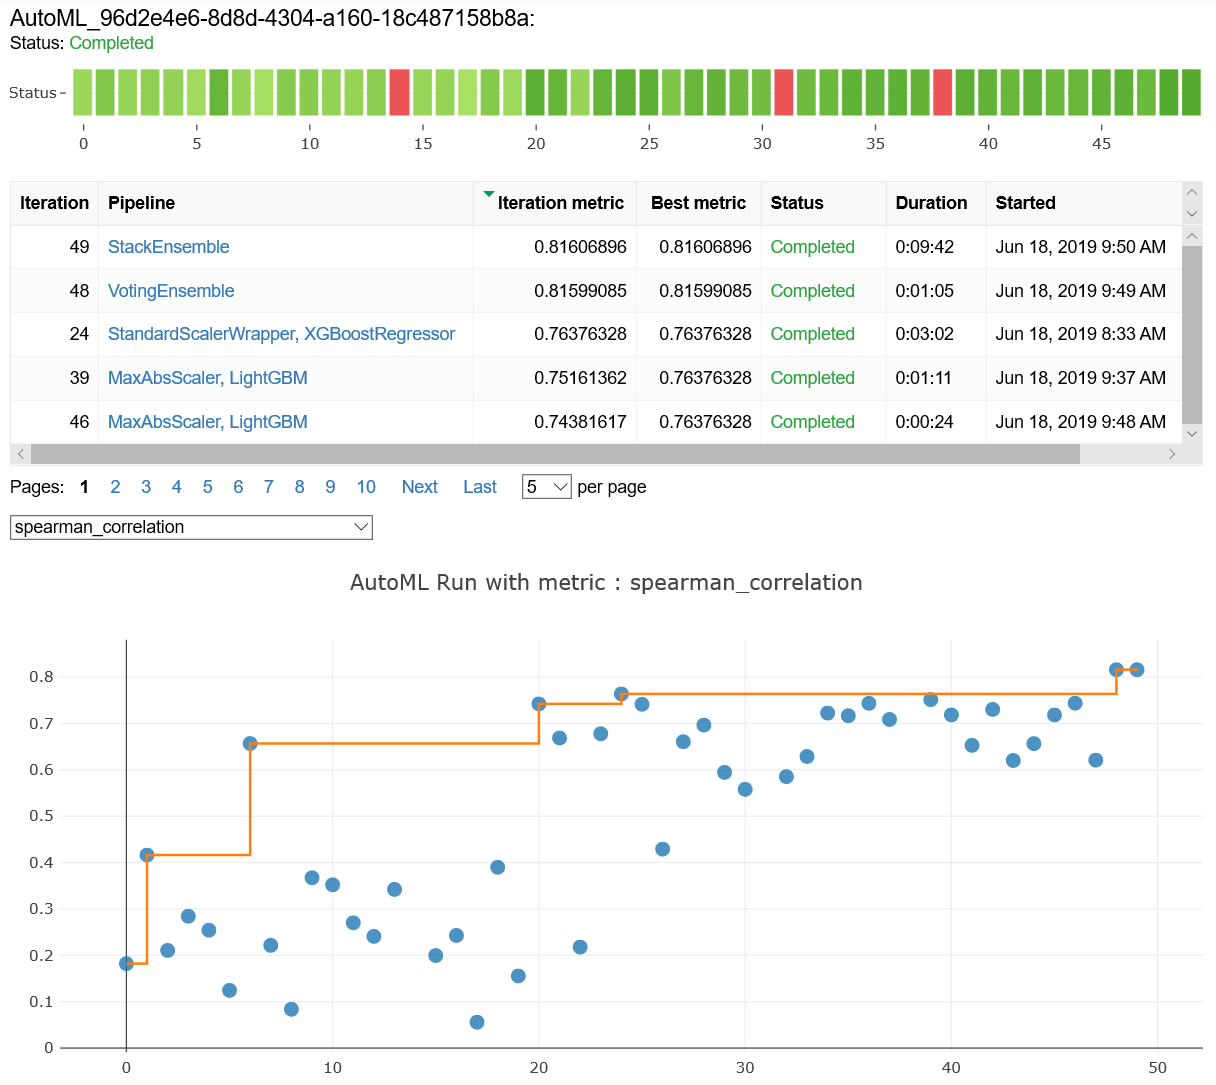 AutoML_96d2e4e6-8d8d-4304-a160-18c487158b8a:
Status: Completed
Status
0 5 10 15 20 25 30 35 40 45
Iteration Pipeline Iteration metric Best metric Status Duration Started
49 StackEnsemble 0.81606896 0.81606896 Completed 0:09:42 Jun 18, 2019 9:50 AM
48 VotingEnsemble 0.81599085 0.81599085 Completed 0:01:05 Jun 18, 2019 9:49 AM
24 StandardScalerWrapper, XGBoostRegressor 0.76376328 0.76376328 Completed 0:03:02 Jun 18, 2019 8:33 AM
39 MaxAbsScaler, LightGBM 0.75161362 0.76376328 Completed 0:01:11 Jun 18, 2019 9:37 AM
46 MaxAbsScaler, LightGBM 0.74381617 0.76376328 Completed 0:00:24 Jun 18, 2019 9:48 AM
Pages: 1 2 3 4 5 6 7 8 9 10 Next Last 5 per page
spearman_correlation
AutoML Run with metric : spearman_correlation
0.8
0.7
0.6
0.5
0.4
0.3
0.2
0.1
0
0 10 20 30 40 50